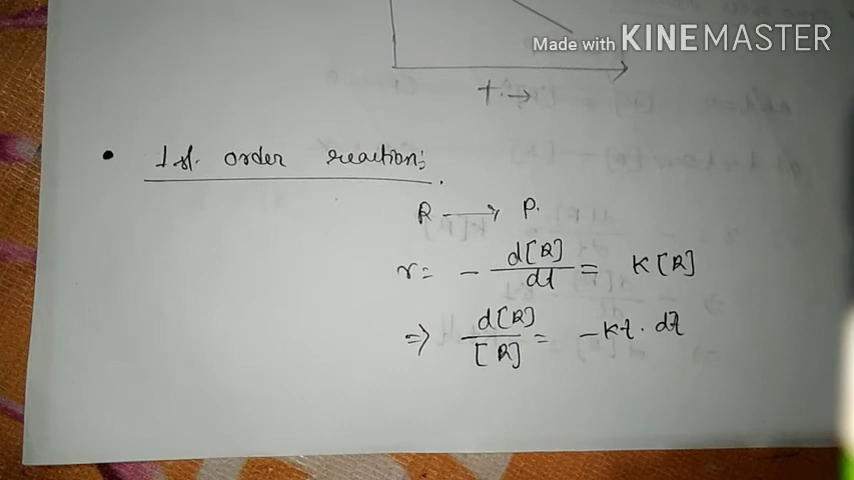 Made with KINEMASTER
t →
• 1st. order reaction:
R → P.
r = - d[R]/dt = K[R]
⇒ d[R]/[R] = -Kt . dt